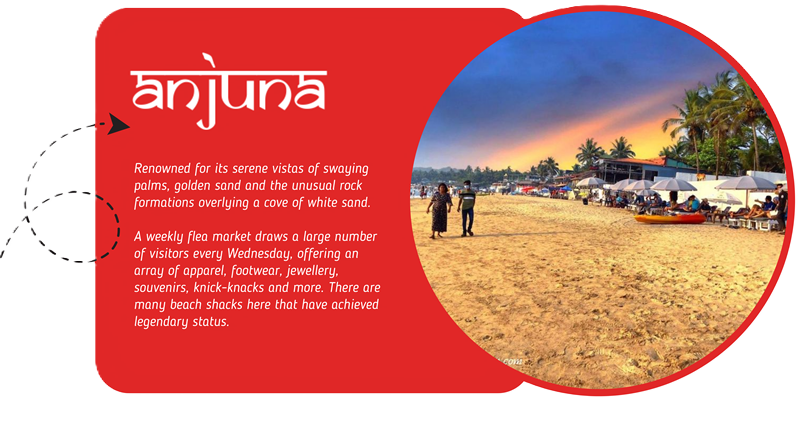 anjuna
Renowned for its serene vistas of swaying
palms, golden sand and the unusual rock
formations overlying a cove of white sand.
A weekly flea market draws a large number
of visitors every Wednesday, offering an
array of apparel, footwear, jewellery,
souvenirs, knick-knacks and more. There are
many beach shacks here that have achieved
legendary status.
.com